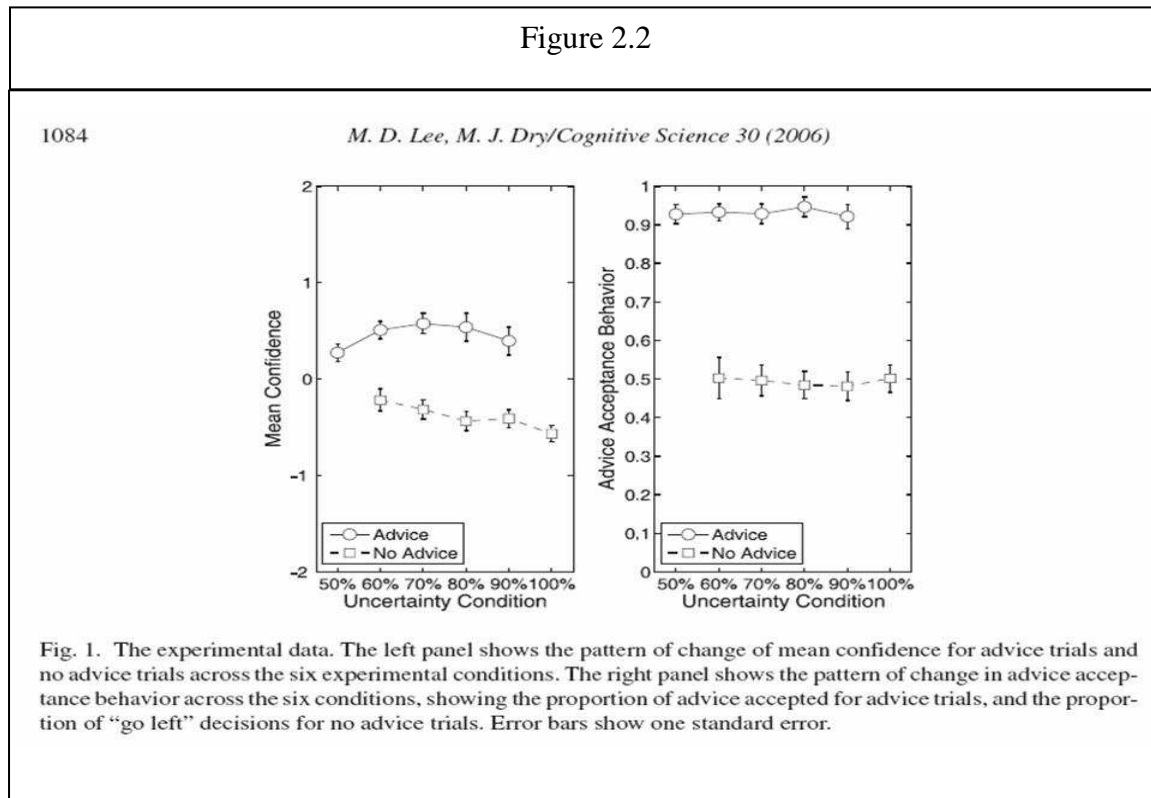 Figure 2.2
1084
M. D. Lee, M. J. Dry/Cognitive Science 30 (2006)
2
1
0
-1
-2
Mean Confidence
Advice
No Advice
50% 60% 70% 80% 90% 100%
Uncertainty Condition
1
0.9
0.8
0.7
0.6
0.5
0.4
0.3
0.2
0.1
0
Advice Acceptance Behavior
Advice
No Advice
50% 60% 70% 80% 90% 100%
Uncertainty Condition
Fig. 1. The experimental data. The left panel shows the pattern of change of mean confidence for advice trials and
no advice trials across the six experimental conditions. The right panel shows the pattern of change in advice accep-
tance behavior across the six conditions, showing the proportion of advice accepted for advice trials, and the propor-
tion of “go left” decisions for no advice trials. Error bars show one standard error.